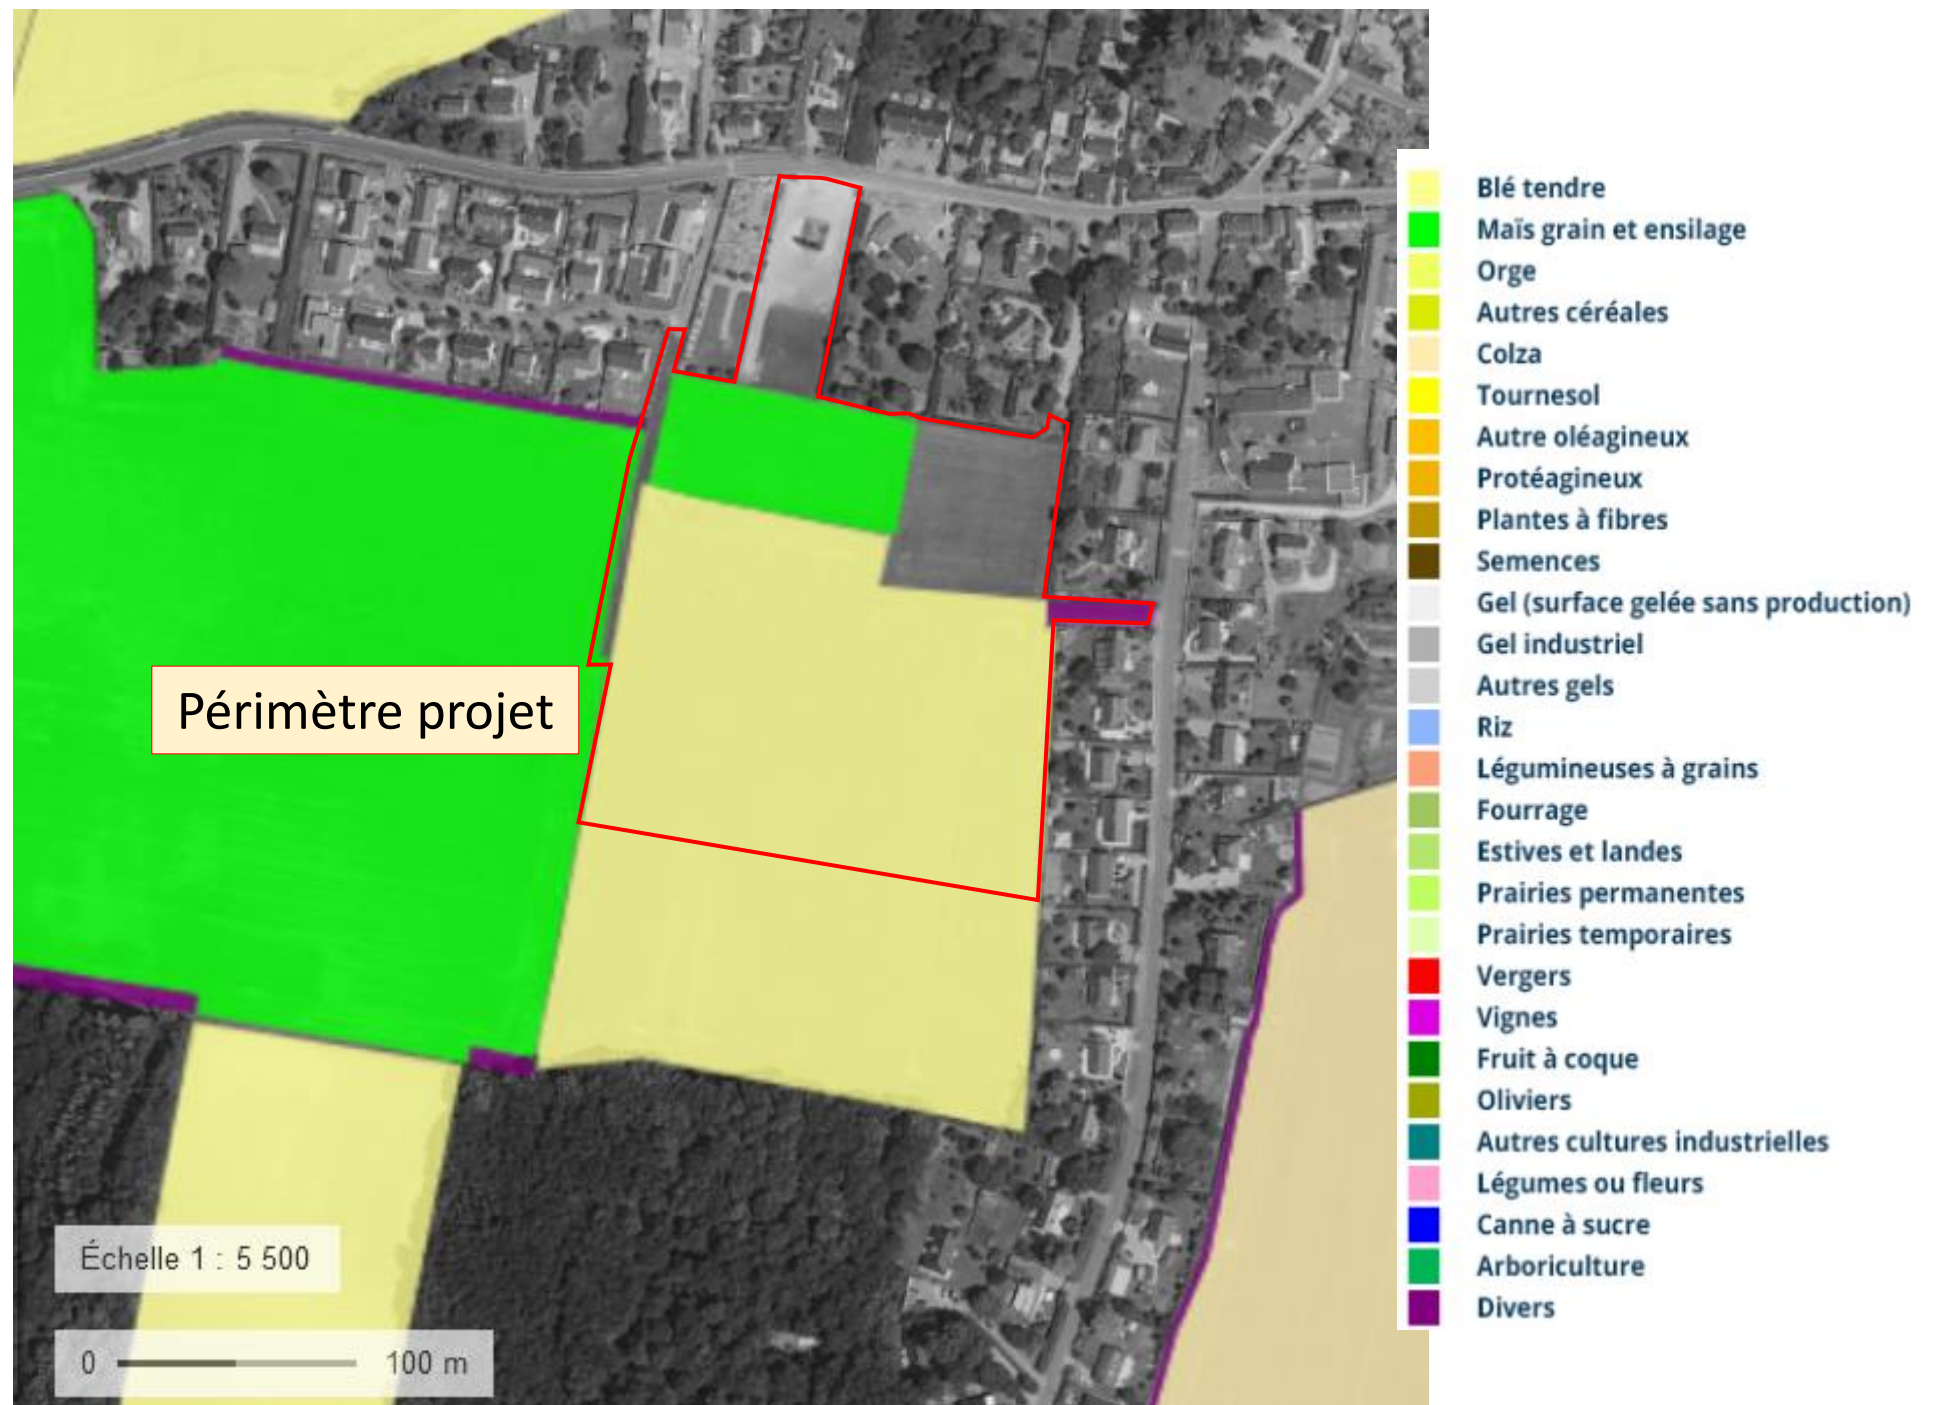 Blé tendre
Maïs grain et ensilage
Orge
Autres céréales
Colza
Tournesol
Autre oléagineux
Protéagineux
Plantes à fibres
Semences
Gel (surface gelée sans production)
Gel industriel
Autres gels
Riz
Légumineuses à grains
Fourrage
Estives et landes
Prairies permanentes
Prairies temporaires
Vergers
Vignes
Fruit à coque
Oliviers
Autres cultures industrielles
Légumes ou fleurs
Canne à sucre
Arboriculture
Divers
Périmètre projet
Échelle 1 : 5 500
0 100 m